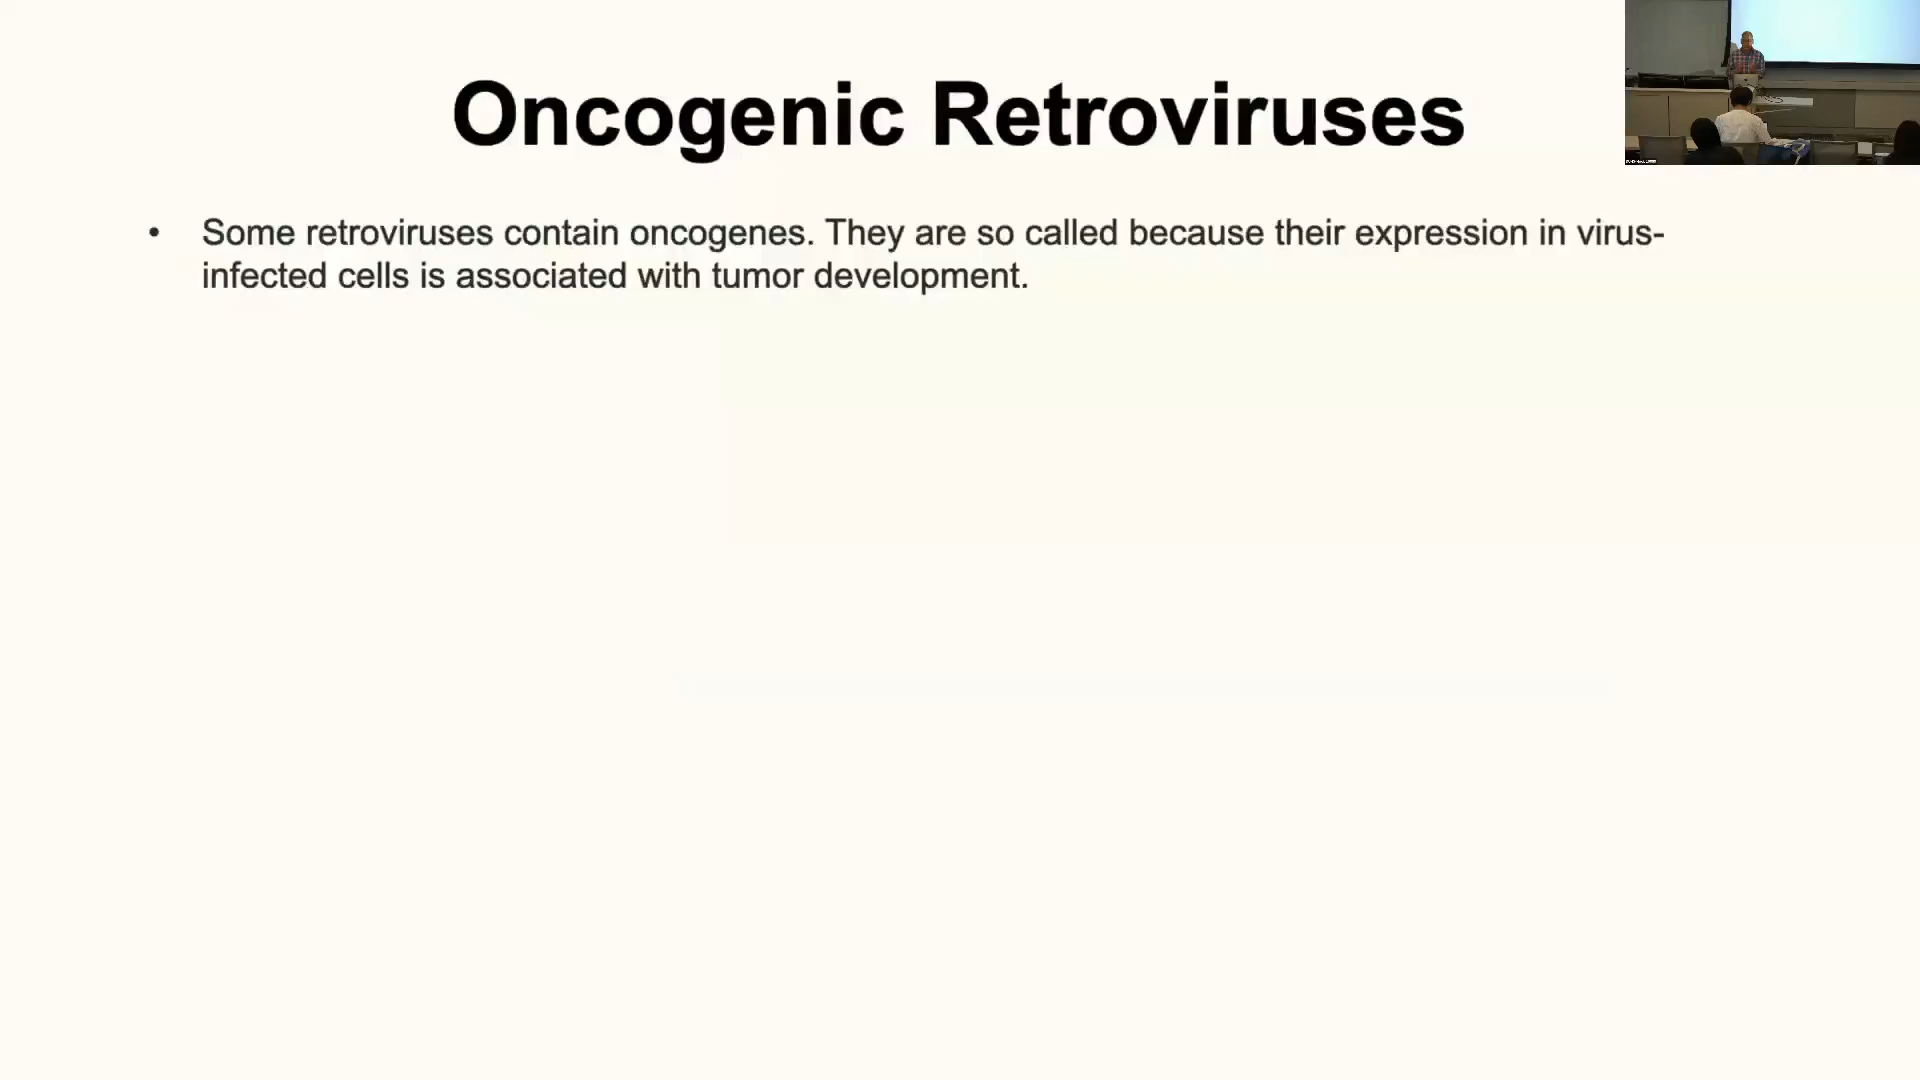 Oncogenic Retroviruses
• Some retroviruses contain oncogenes. They are so called because their expression in virus-
infected cells is associated with tumor development.